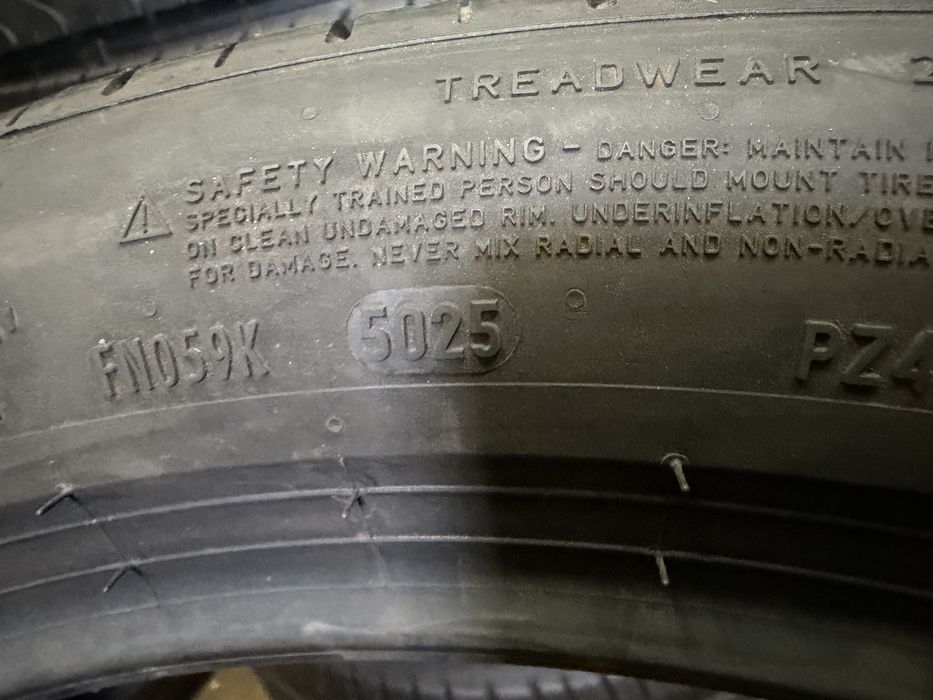 TREADWEAR 2
SAFETY WARNING - DANGER: MAINTAIN
SPECIALLY TRAINED PERSON SHOULD MOUNT TIRE
ON CLEAN UNDAMAGED RIM. UNDERINFLATION/OVE
FOR DAMAGE. NEVER MIX RADIAL AND NON-RADIA
FN059K 5025 PZ4